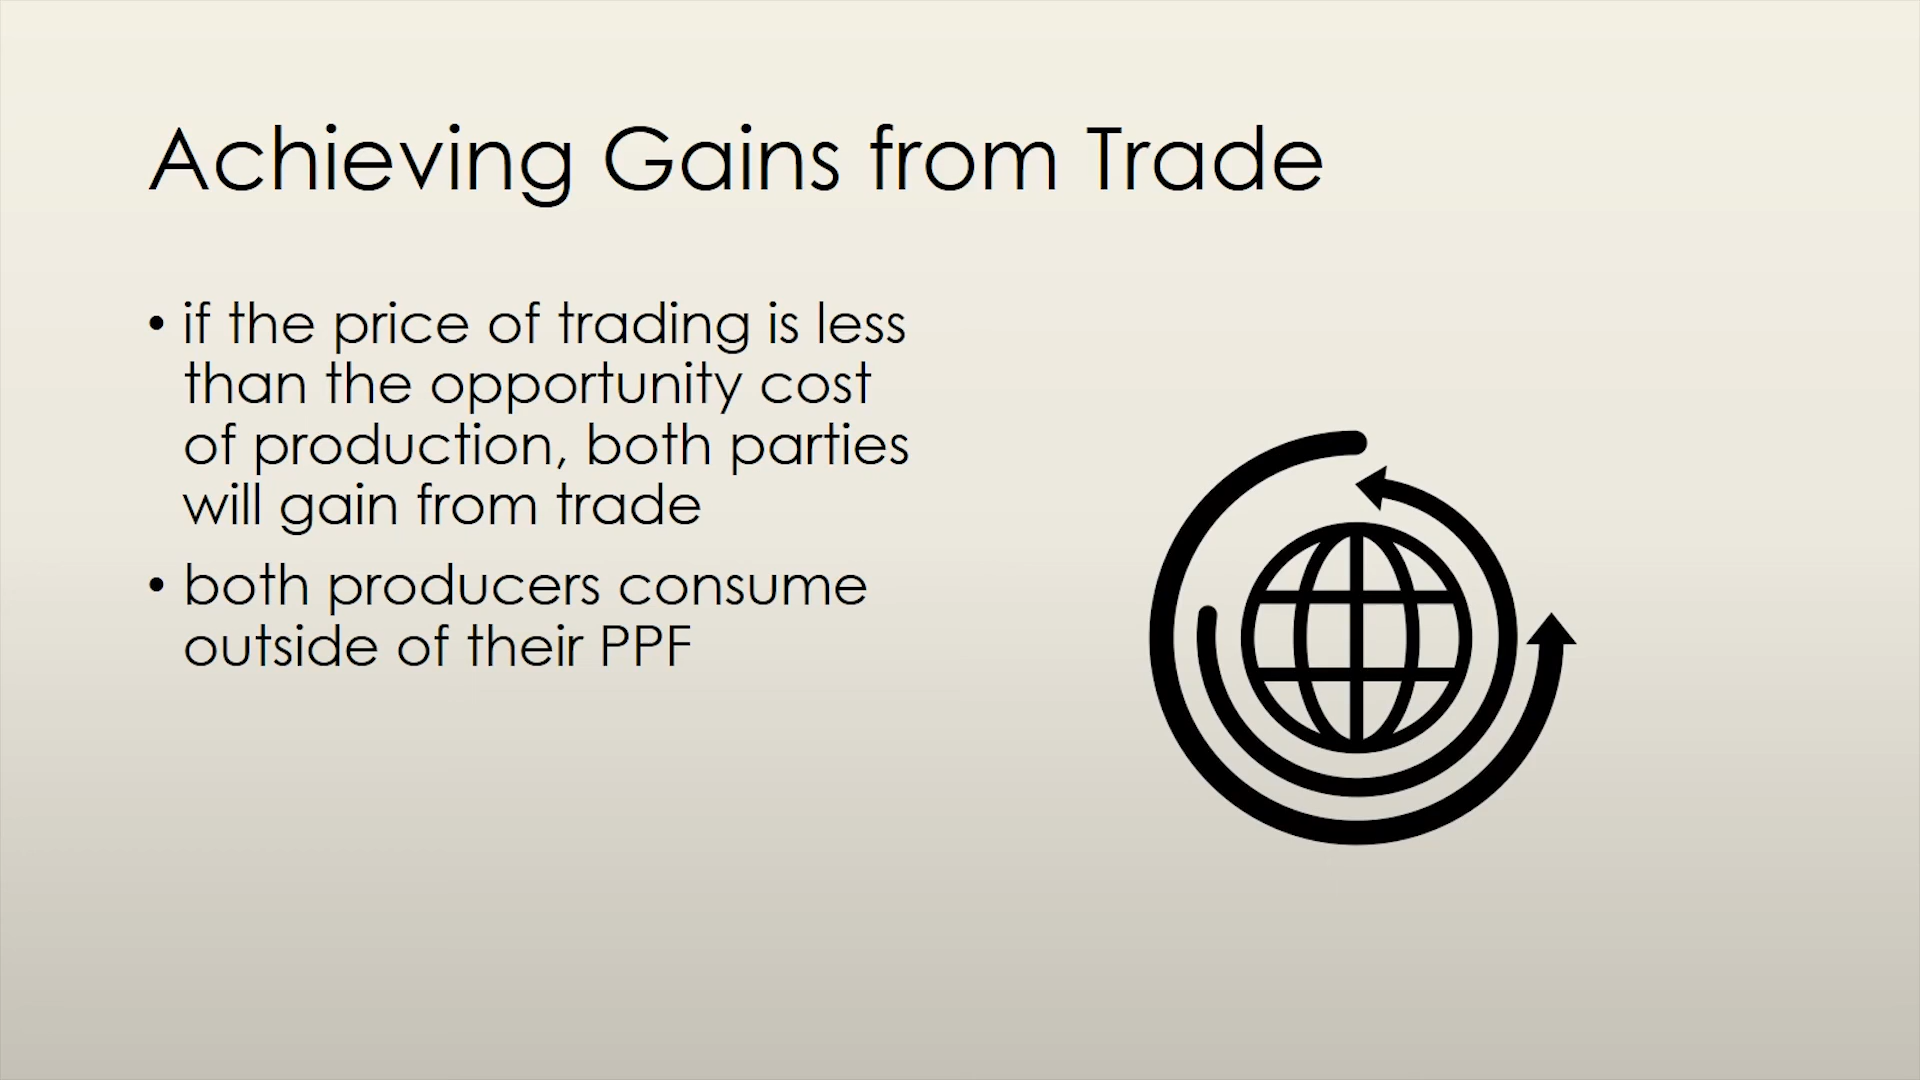 Achieving Gains from Trade
• if the price of trading is less
than the opportunity cost
of production, both parties
will gain from trade
• both producers consume
outside of their PPF